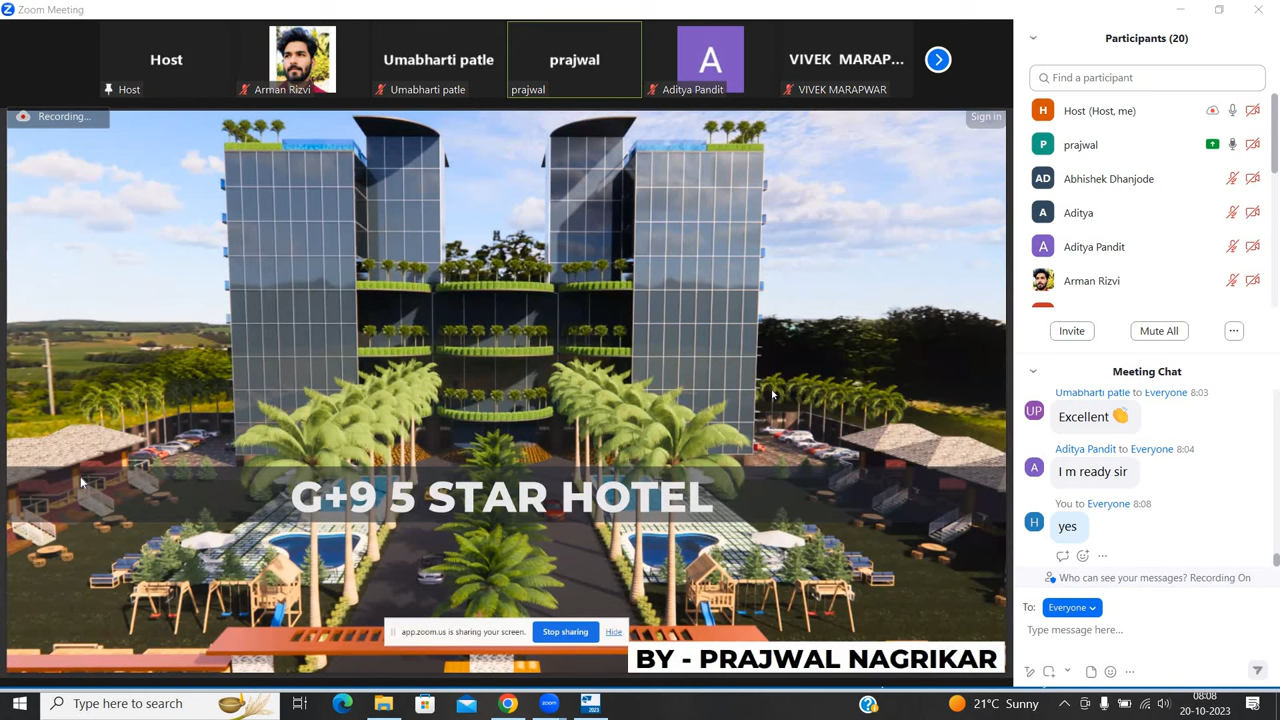 Zoom Meeting
Host
Umabharti patle
prajwal
A
VIVEK MARAP...
Host
Arman Rizvi
Umabharti patle
prajwal
Aditya Pandit
VIVEK MARAPWAR
Recording...
Sign in
G+9 5 STAR HOTEL
app.zoom.us is sharing your screen.
Stop sharing
Hide
BY - PRAJWAL NAGRIKAR
Participants (20)
Find a participant
H
Host (Host, me)
P
prajwal
AD
Abhishek Dhanjode
A
Aditya
A
Aditya Pandit
Arman Rizvi
Invite
Mute All
Meeting Chat
Umabharti patle to Everyone 8:03
UP
Excellent 👏
Aditya Pandit to Everyone 8:04
A
I m ready sir
You to Everyone 8:08
H
yes
Who can see your messages? Recording On
To: Everyone
Type message here...
Type here to search
zoom
2023
21°C Sunny
08:08
20-10-2023